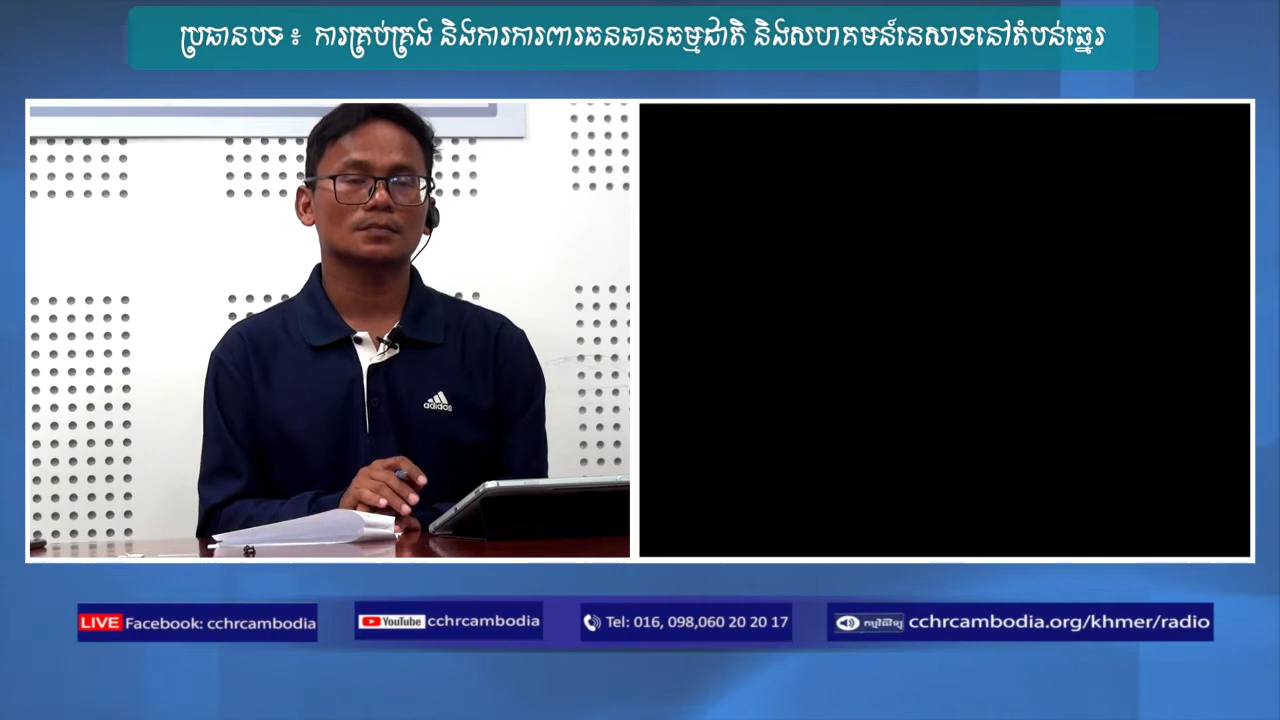 ប្រធានបទ ៖ ការគ្រប់គ្រង និងការការពារធនធានធម្មជាតិ និងសហគមន៍នេសាទនៅតំបន់ឆ្នេរ
adidas
LIVE Facebook: cchrcambodia
YouTube cchrcambodia
Tel: 016, 098,060 20 20 17
cchrcambodia.org/khmer/radio